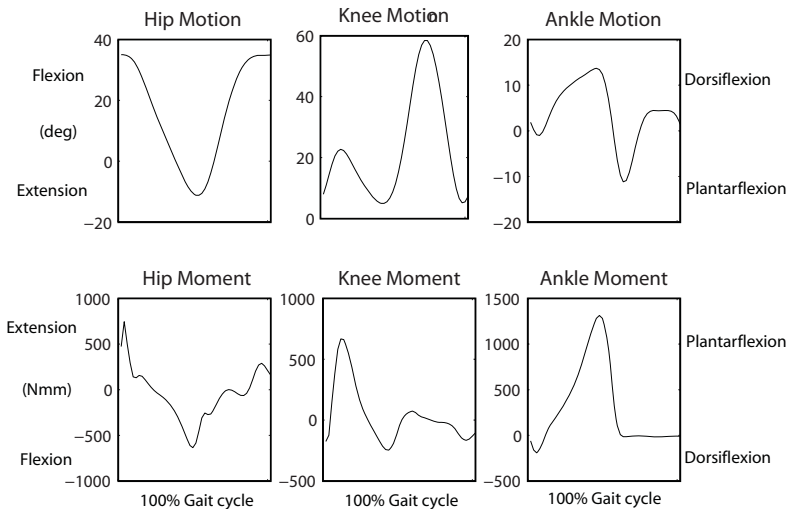 Hip Motion
Knee Motion
Ankle Motion
40
20
0
−20
60
40
20
0
20
10
0
−10
−20
Flexion
(deg)
Extension
Dorsiflexion
Plantarflexion
Hip Moment
Knee Moment
Ankle Moment
1000
500
0
−500
−1000
1000
500
0
−500
1500
1000
500
0
−500
Extension
(Nmm)
Flexion
Plantarflexion
Dorsiflexion
100% Gait cycle
100% Gait cycle
100% Gait cycle